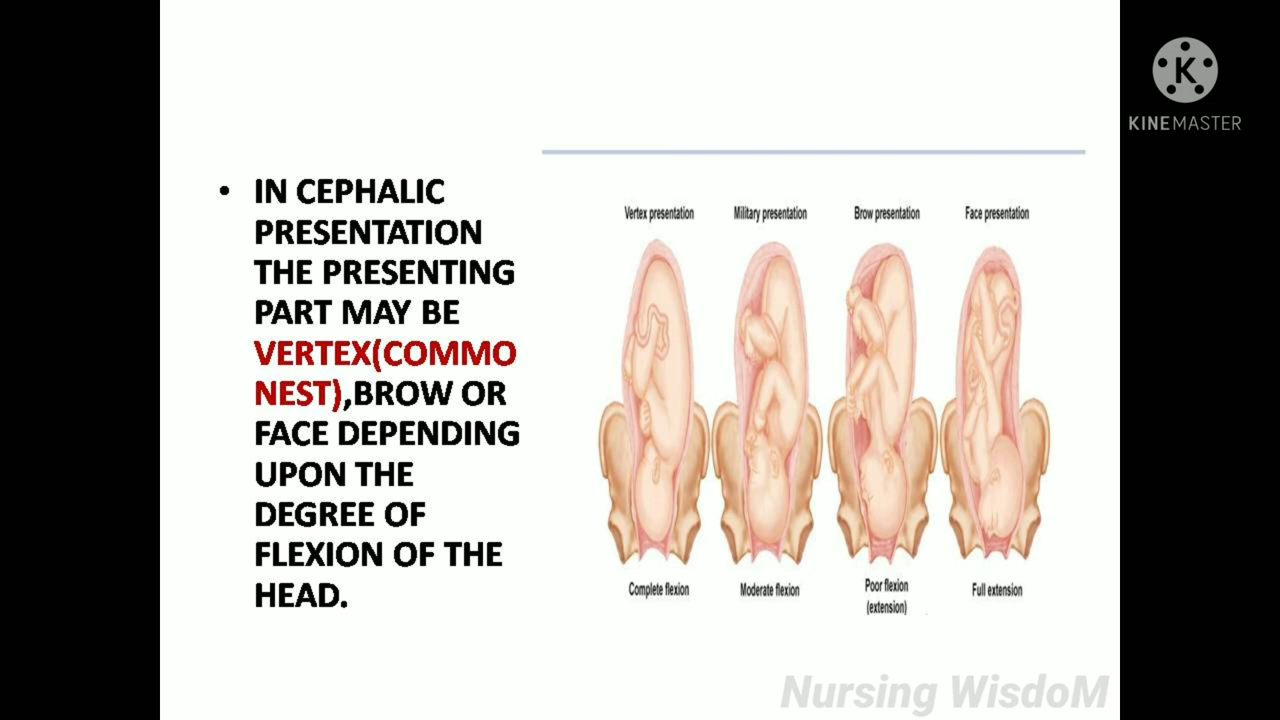 • IN CEPHALIC
PRESENTATION
THE PRESENTING
PART MAY BE
VERTEX(COMMO
NEST),BROW OR
FACE DEPENDING
UPON THE
DEGREE OF
FLEXION OF THE
HEAD.
Vertex presentation
Military presentation
Brow presentation
Face presentation
Complete flexion
Moderate flexion
Poor flexion
(extension)
Full extension
K
KINEMASTER
Nursing WisdoM